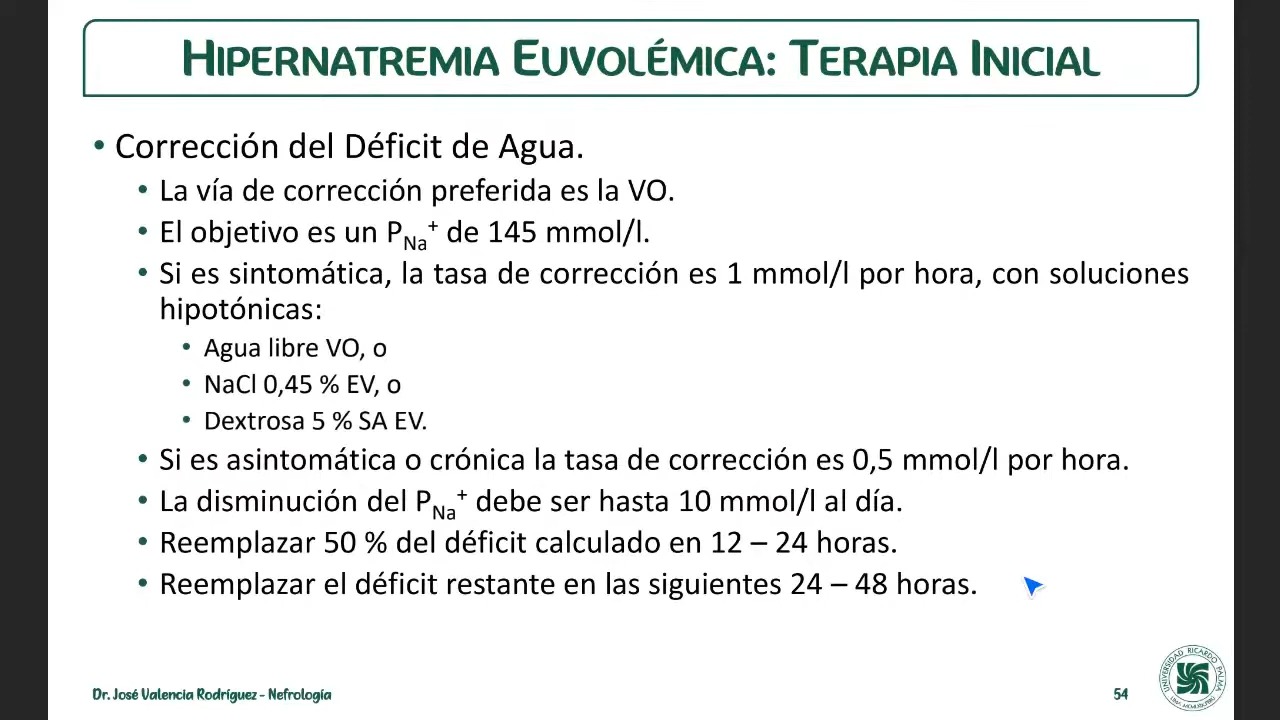 HIPERNATREMIA EUVOLÉMICA: TERAPIA INICIAL
• Corrección del Déficit de Agua.
• La vía de corrección preferida es la VO.
• El objetivo es un PNa+ de 145 mmol/l.
• Si es sintomática, la tasa de corrección es 1 mmol/l por hora, con soluciones
hipotónicas:
• Agua libre VO, o
• NaCl 0,45 % EV, o
• Dextrosa 5 % SA EV.
• Si es asintomática o crónica la tasa de corrección es 0,5 mmol/l por hora.
• La disminución del PNa+ debe ser hasta 10 mmol/l al día.
• Reemplazar 50 % del déficit calculado en 12 – 24 horas.
• Reemplazar el déficit restante en las siguientes 24 – 48 horas.
Dr. José Valencia Rodríguez - Nefrología
54
UNIVERSIDAD RICARDO PALMA